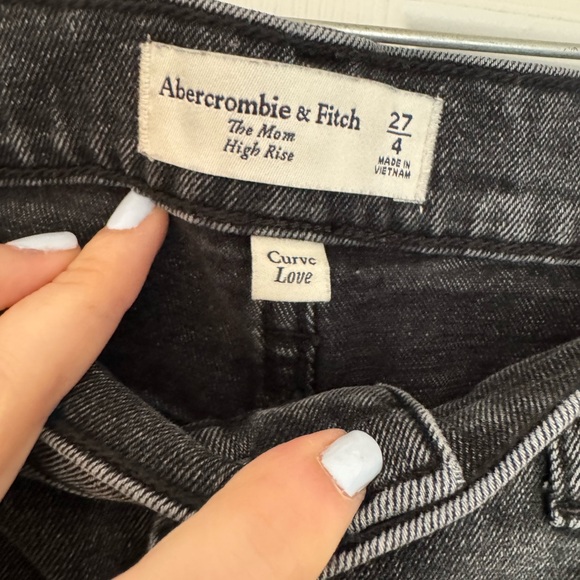 Abercrombie & Fitch
The Mom
High Rise
27
4
MADE IN
VIETNAM
Curve
Love